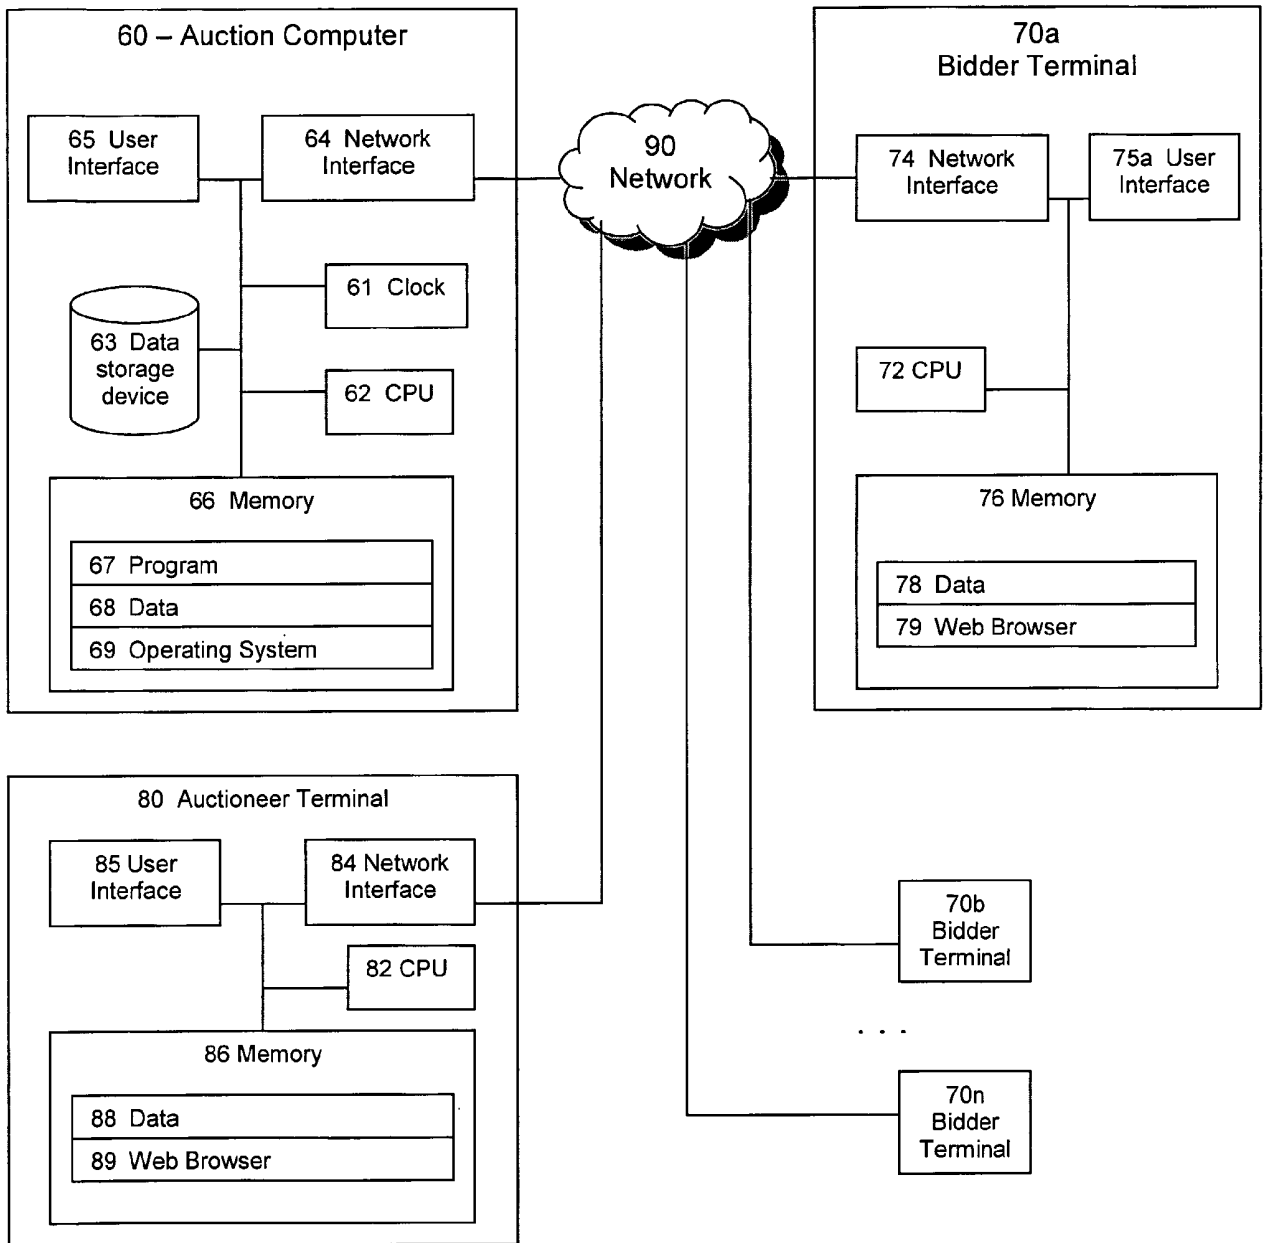 60 – Auction Computer
65 User
Interface
64 Network
Interface
61 Clock
63 Data
storage
device
62 CPU
66 Memory
67 Program
68 Data
69 Operating System
90
Network
70a
Bidder Terminal
74 Network
Interface
75a User
Interface
72 CPU
76 Memory
78 Data
79 Web Browser
80 Auctioneer Terminal
85 User
Interface
84 Network
Interface
82 CPU
86 Memory
88 Data
89 Web Browser
70b
Bidder
Terminal
. . .
70n
Bidder
Terminal